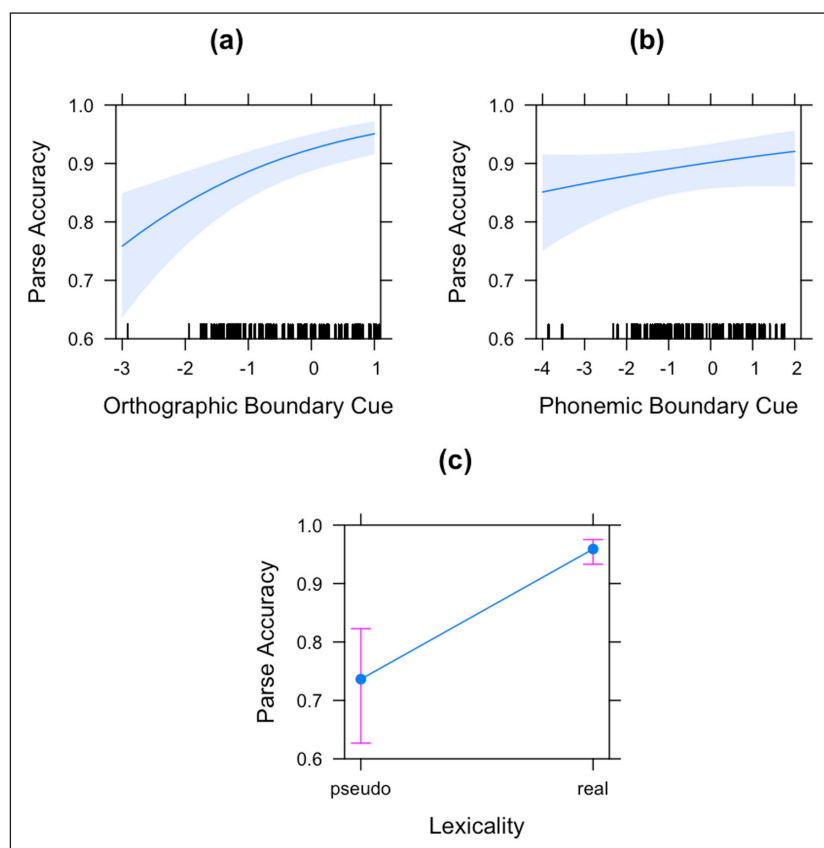 (a)
1.0
0.9
0.8
0.7
0.6
Parse Accuracy
-3 -2 -1 0 1
Orthographic Boundary Cue
(b)
1.0
0.9
0.8
0.7
0.6
Parse Accuracy
-4 -3 -2 -1 0 1 2
Phonemic Boundary Cue
(c)
1.0
0.9
0.8
0.7
0.6
Parse Accuracy
pseudo real
Lexicality